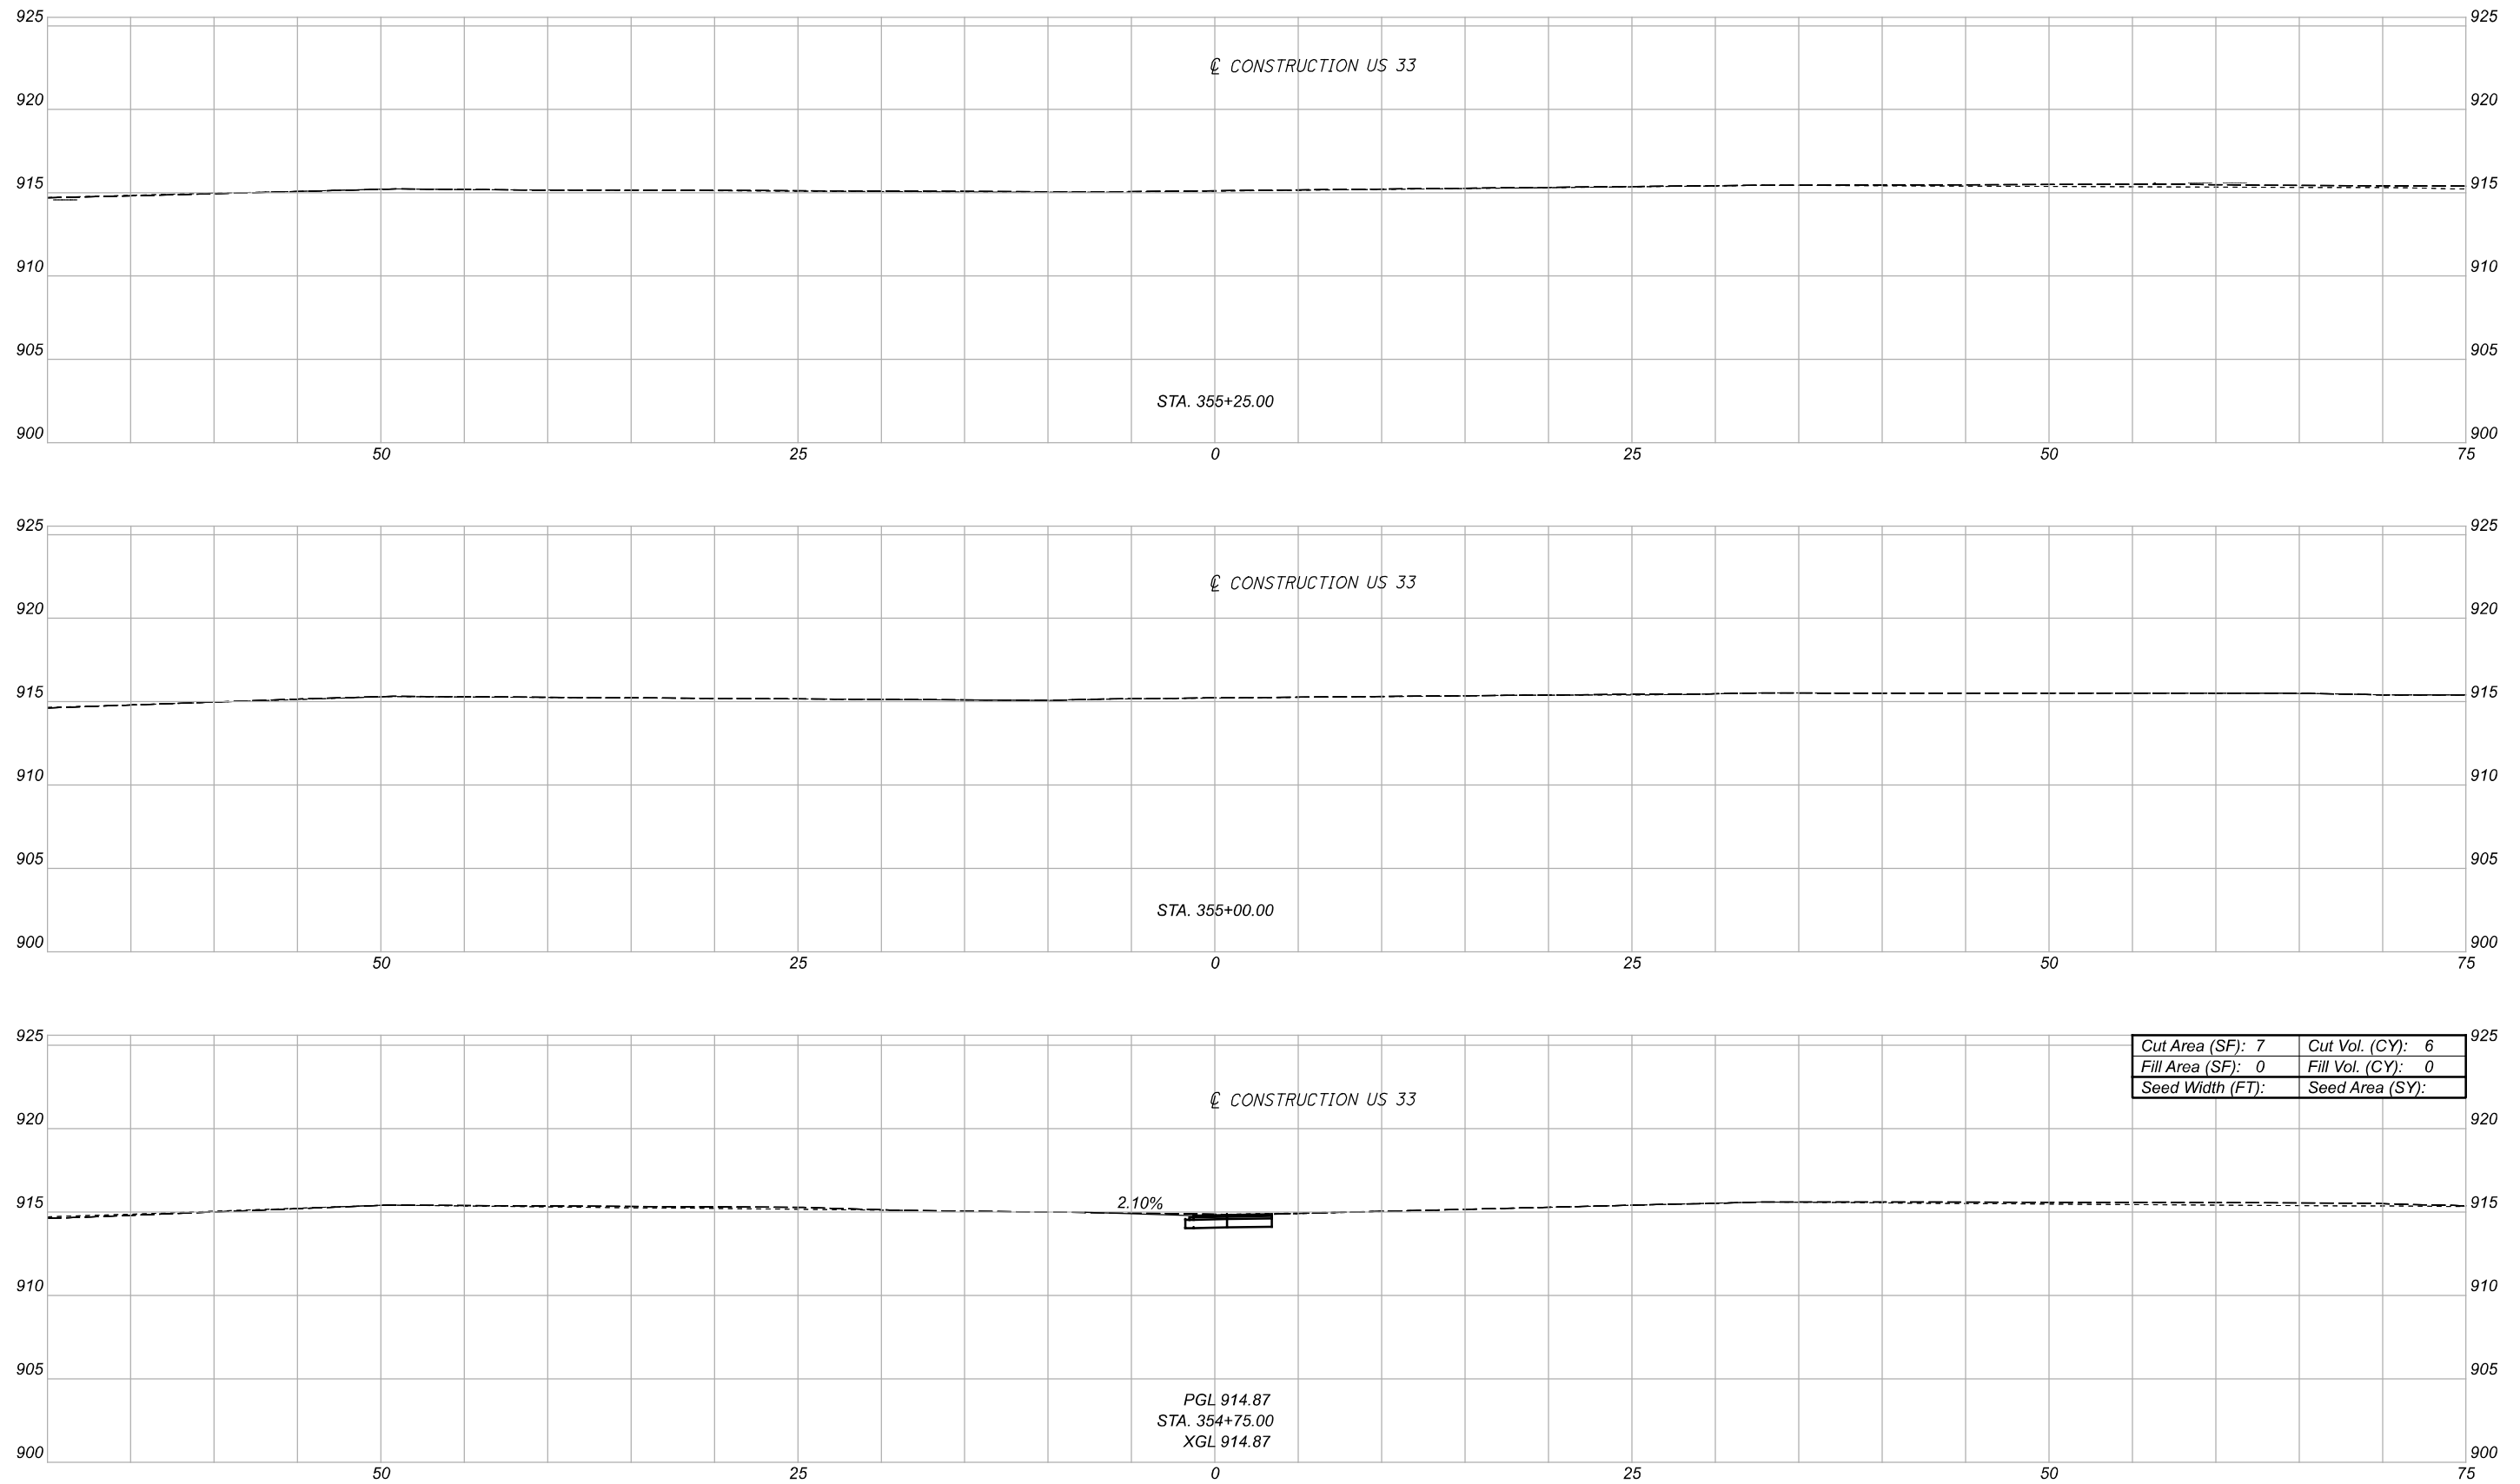 925 925
℄ CONSTRUCTION US 33
920 920
915 915
910 910
905 905
STA. 355+25.00
900 900
50 25 0 25 50 75
925 925
℄ CONSTRUCTION US 33
920 920
915 915
910 910
905 905
STA. 355+00.00
900 900
50 25 0 25 50 75
925 925
Cut Area (SF): 7 Cut Vol. (CY): 6
Fill Area (SF): 0 Fill Vol. (CY): 0
Seed Width (FT): Seed Area (SY):
℄ CONSTRUCTION US 33
920 920
915 2.10% 915
910 910
905 905
PGL 914.87
STA. 354+75.00
XGL 914.87
900 900
50 25 0 25 50 75